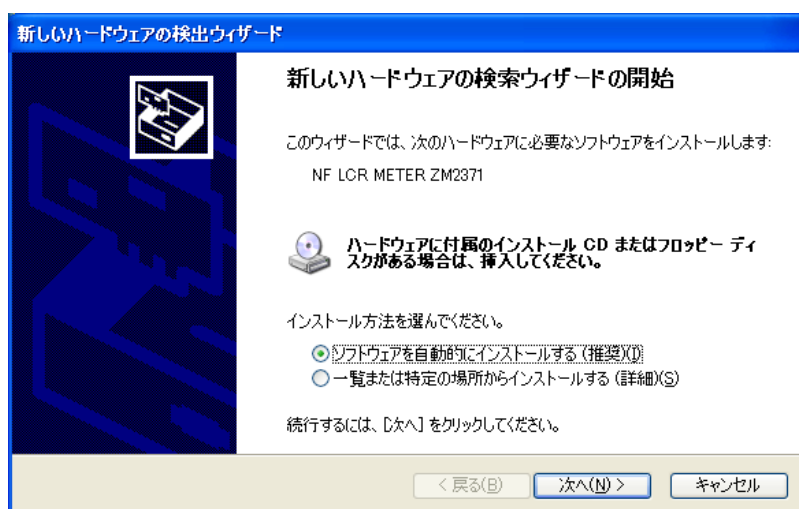 新しいハードウェアの検出ウィザード
新しいハードウェアの検索ウィザードの開始
このウィザードでは、次のハードウェアに必要なソフトウェアをインストールします:
NF LCR METER ZM2371
ハードウェアに付属のインストール CD またはフロッピー ディ
スクがある場合は、挿入してください。
インストール方法を選んでください。
ソフトウェアを自動的にインストールする (推奨)(I)
一覧または特定の場所からインストールする (詳細)(S)
続行するには、[次へ] をクリックしてください。
< 戻る(B) 次へ(N) > キャンセル